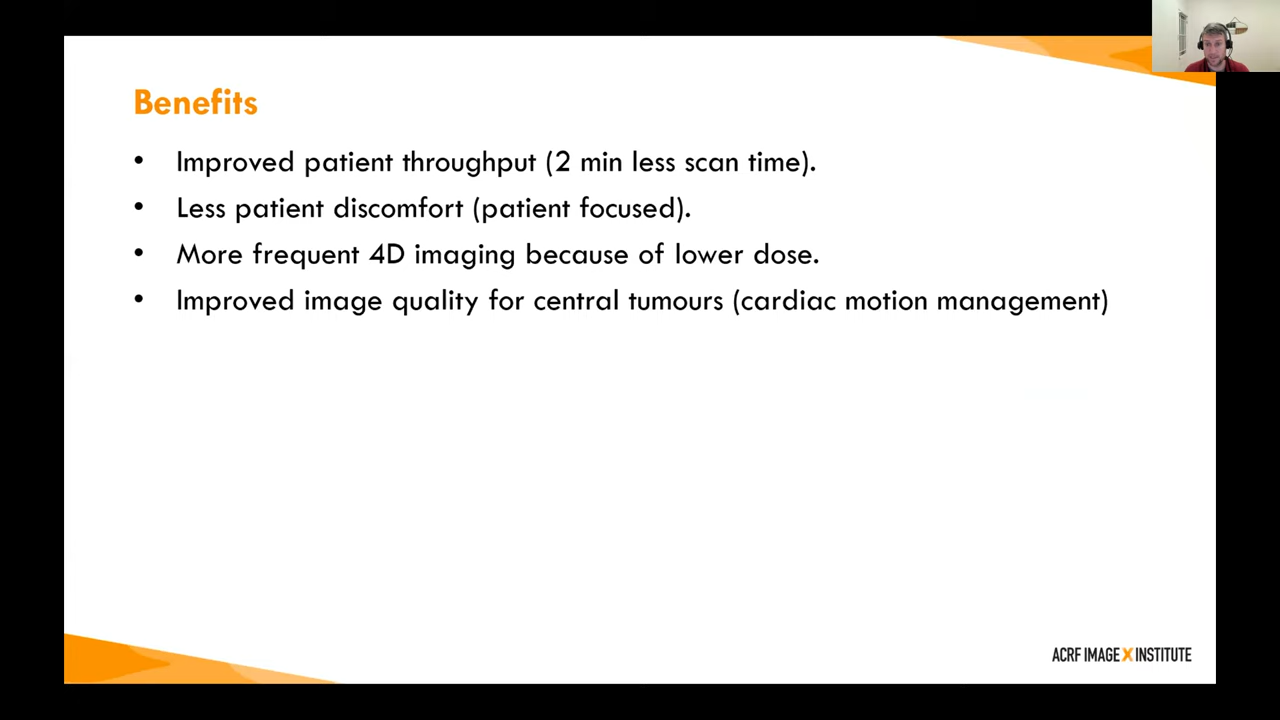 Benefits
• Improved patient throughput (2 min less scan time).
• Less patient discomfort (patient focused).
• More frequent 4D imaging because of lower dose.
• Improved image quality for central tumours (cardiac motion management)
ACRF IMAGE X INSTITUTE